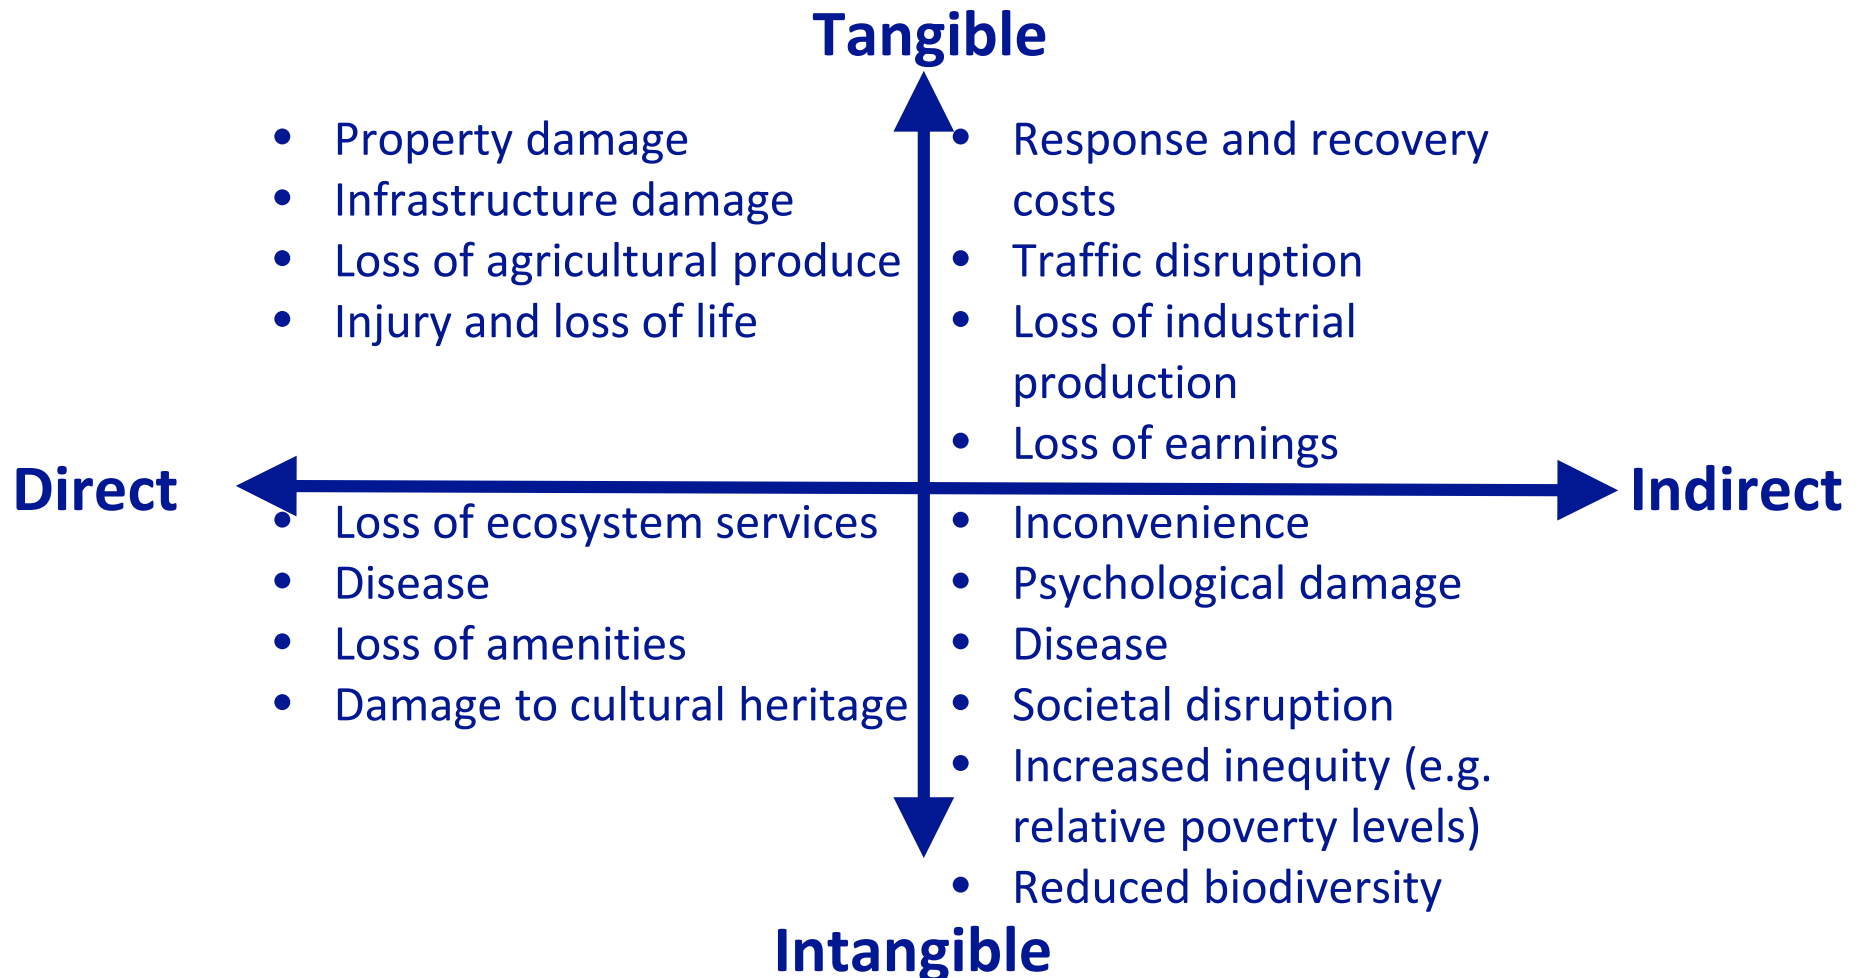 Tangible
• Property damage
• Infrastructure damage
• Loss of agricultural produce
• Injury and loss of life
• Response and recovery
costs
• Traffic disruption
• Loss of industrial
production
• Loss of earnings
Direct
Indirect
• Loss of ecosystem services
• Disease
• Loss of amenities
• Damage to cultural heritage
• Inconvenience
• Psychological damage
• Disease
• Societal disruption
• Increased inequity (e.g.
relative poverty levels)
• Reduced biodiversity
Intangible